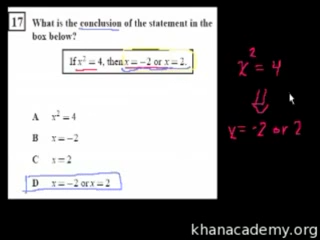 17 What is the conclusion of the statement in the
box below?
If x² = 4, then x = −2 or x = 2.
A x² = 4
B x = −2
C x = 2
D x = −2 or x = 2
x² = 4
⇓
x = -2 or 2
khanacademy.org